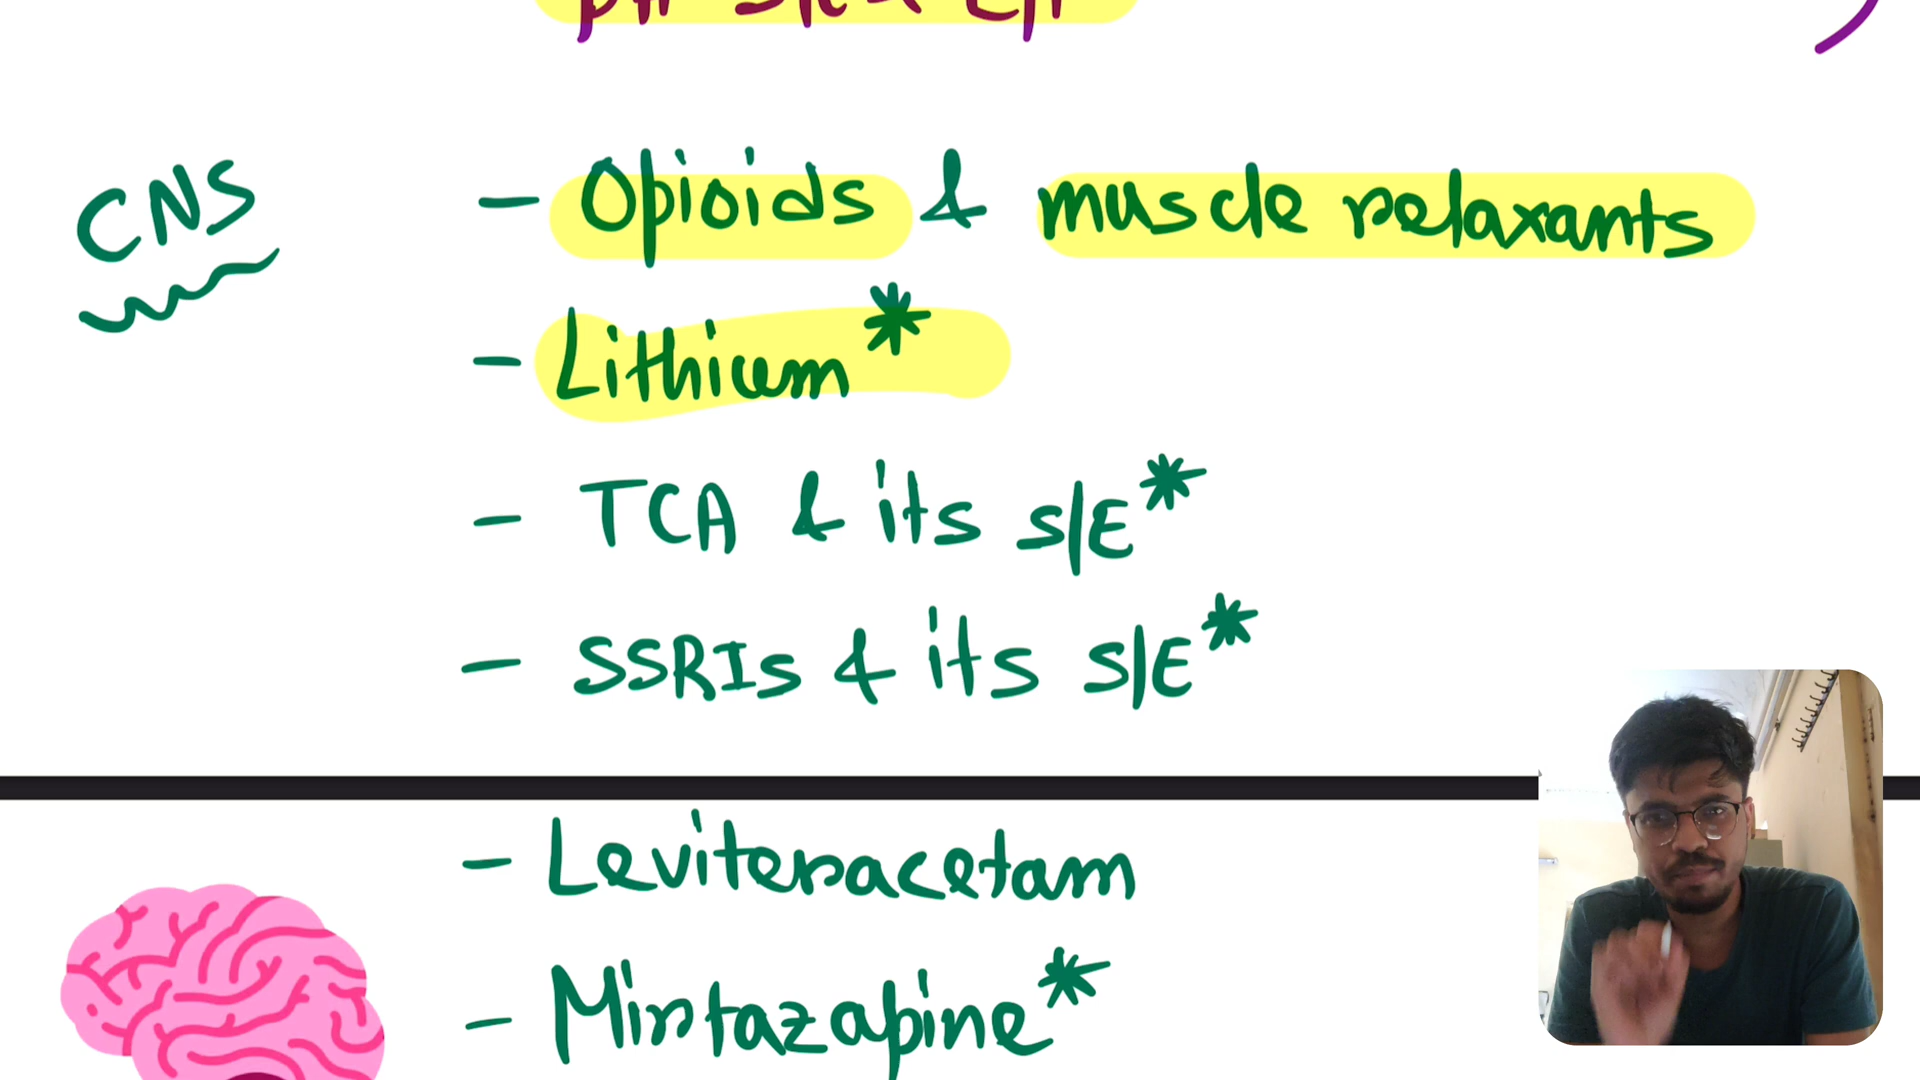 CNS
- Opioids & muscle relaxants
- Lithium *
- TCA & its s/E *
- SSRIs & its s/E *
- Leviteracetam
- Mirtazapine *